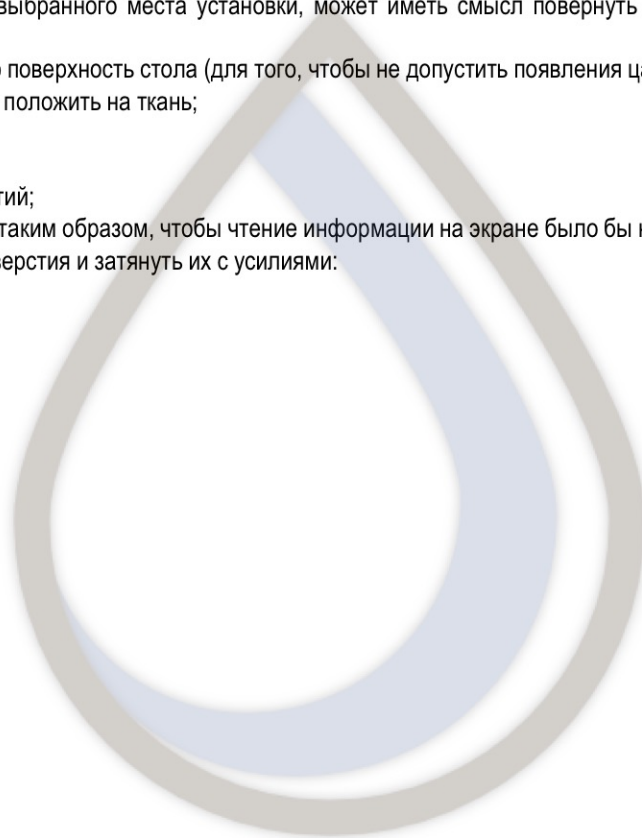 выбранного места установки, может иметь смысл повернуть
поверхность стола (для того, чтобы не допустить появления ца
положить на ткань;
тий;
таким образом, чтобы чтение информации на экране было бы н
верстия и затянуть их с усилиями: